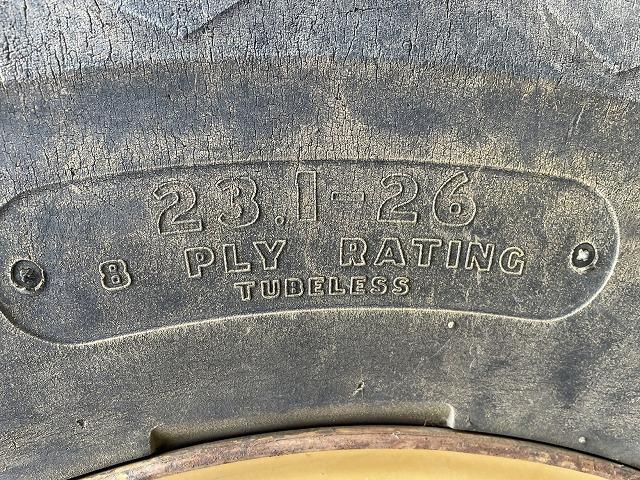 23.1-26
8 PLY RATING
TUBELESS